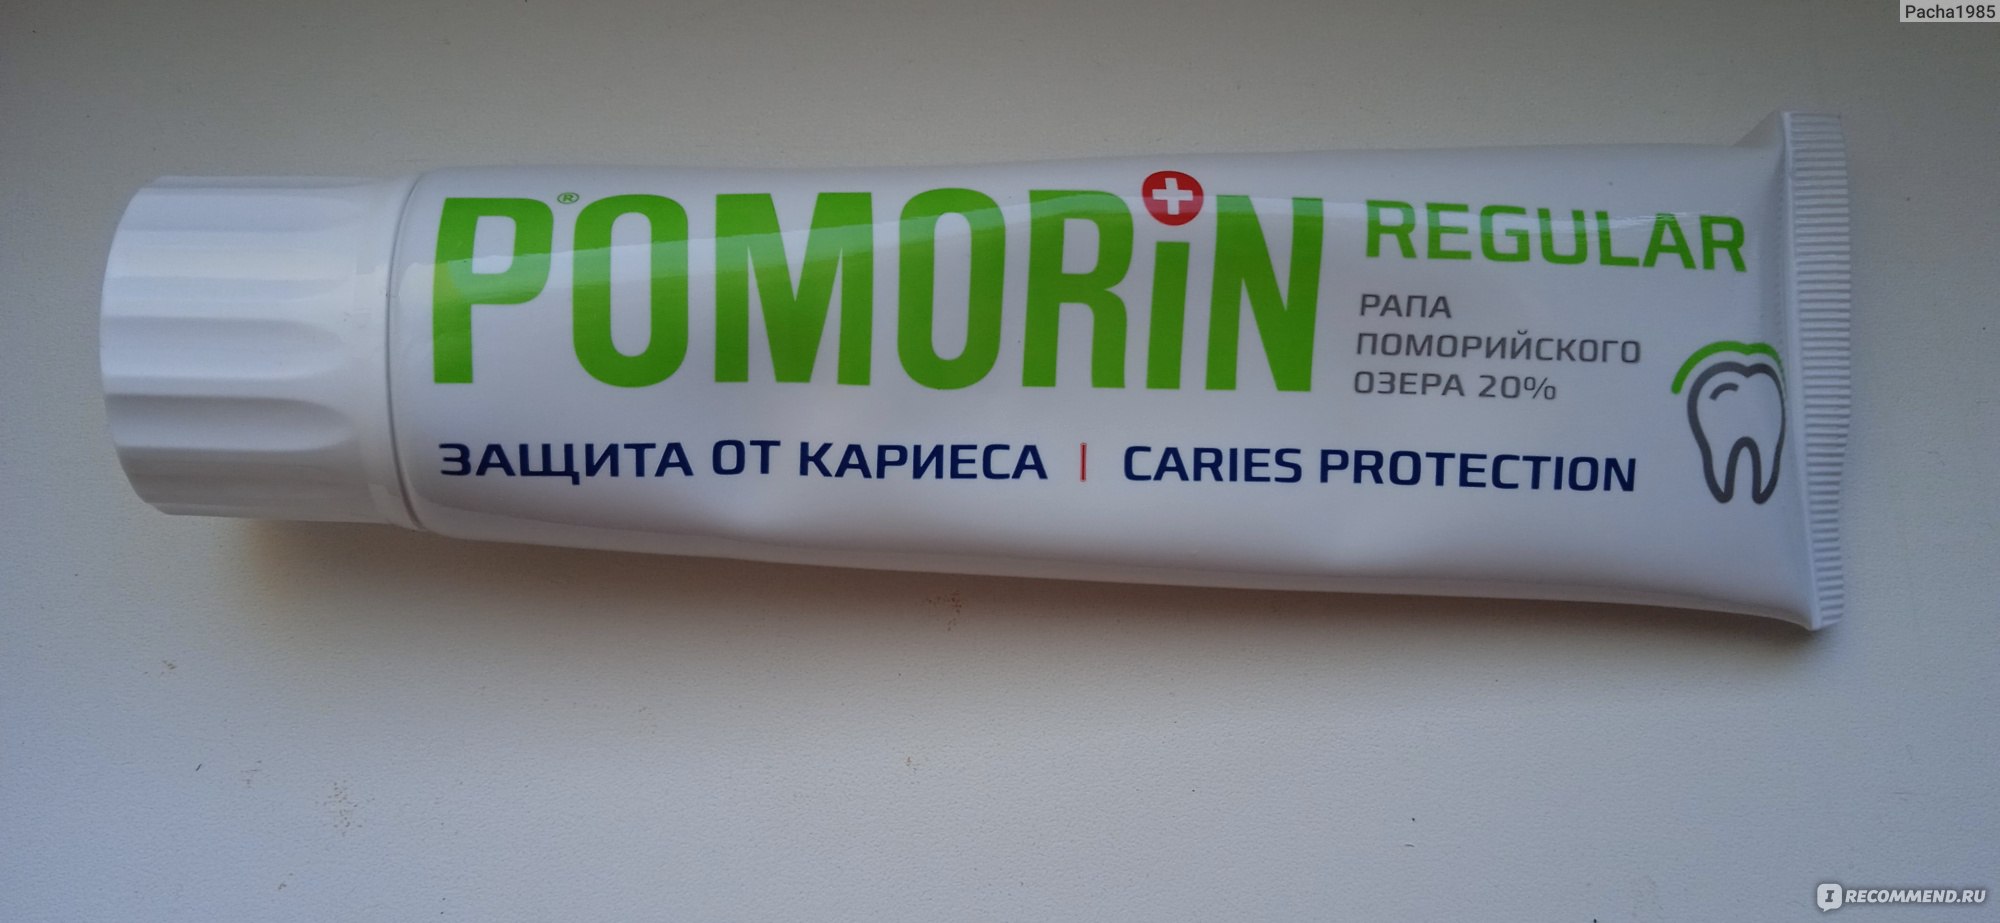 Pacha1985
POMORiN®
REGULAR
РАПА
ПОМОРИЙСКОГО
ОЗЕРА 20%
ЗАЩИТА ОТ КАРИЕСА | CARIES PROTECTION
IRECOMMEND.RU